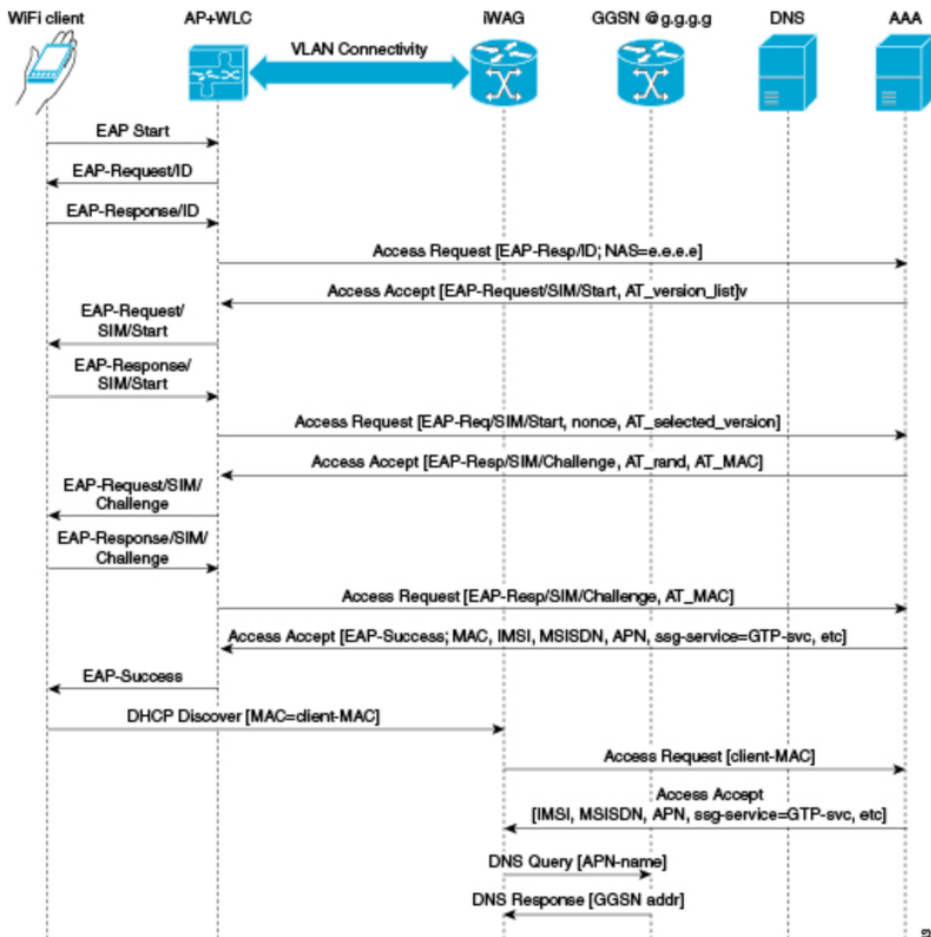 WiFi client
AP+WLC
iWAG
GGSN @g.g.g.g
DNS
AAA
VLAN Connectivity
EAP Start
EAP-Request/ID
EAP-Response/ID
Access Request [EAP-Resp/ID; NAS=e.e.e.e]
Access Accept [EAP-Request/SIM/Start, AT_version_list]v
EAP-Request/
SIM/Start
EAP-Response/
SIM/Start
Access Request [EAP-Req/SIM/Start, nonce, AT_selected_version]
Access Accept [EAP-Resp/SIM/Challenge, AT_rand, AT_MAC]
EAP-Request/SIM/
Challenge
EAP-Response/SIM/
Challenge
Access Request [EAP-Resp/SIM/Challenge, AT_MAC]
Access Accept [EAP-Success; MAC, IMSI, MSISDN, APN, ssg-service=GTP-svc, etc]
EAP-Success
DHCP Discover [MAC=client-MAC]
Access Request [client-MAC]
Access Accept
[IMSI, MSISDN, APN, ssg-service=GTP-svc, etc]
DNS Query [APN-name]
DNS Response [GGSN addr]